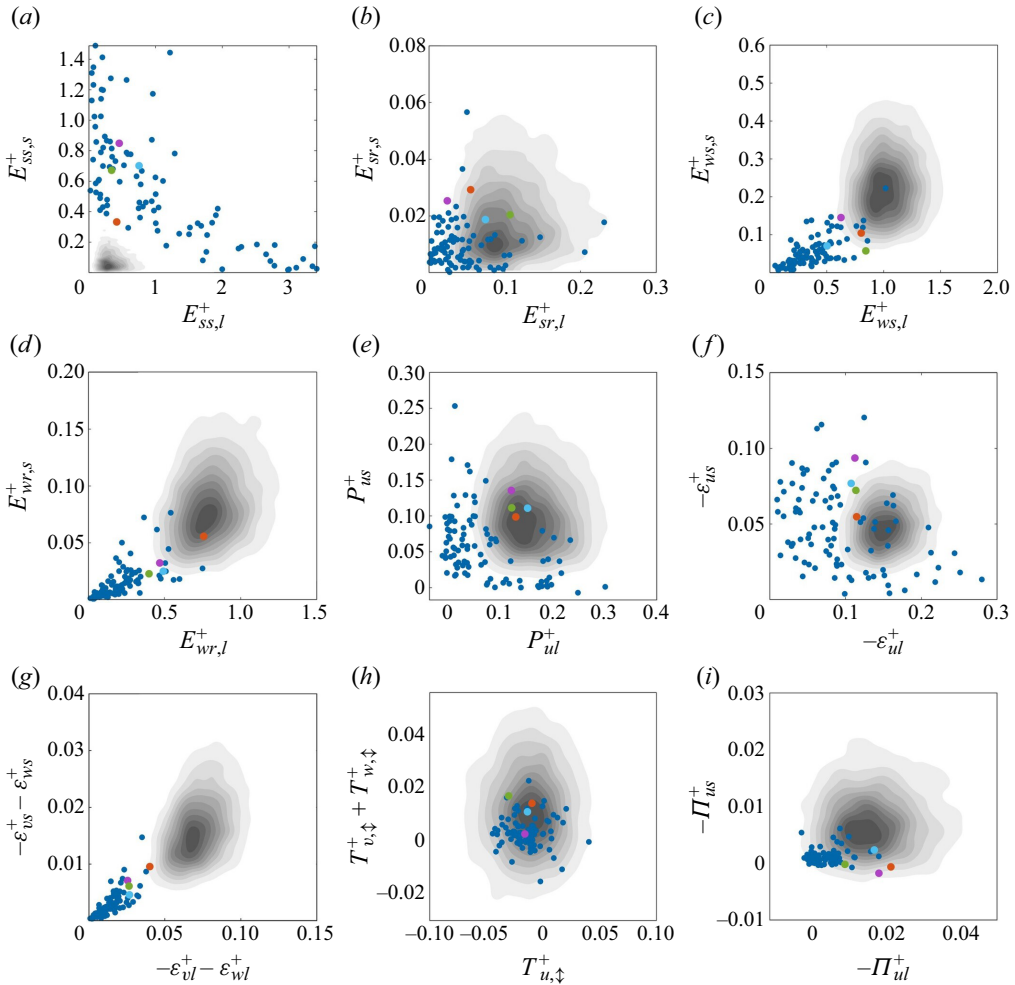 (a) (b) (c)
1.4
1.2
1.0
0.8
0.6
0.4
0.2
0 1 2 3
E⁺ss,s
E⁺ss,l
0.08
0.06
0.04
0.02
0 0.1 0.2 0.3
E⁺sr,s
E⁺sr,l
0.6
0.5
0.4
0.3
0.2
0.1
0 0.5 1.0 1.5 2.0
E⁺ws,s
E⁺ws,l
(d) (e) (f)
0.20
0.15
0.10
0.05
0 0.5 1.0 1.5
E⁺wr,s
E⁺wr,l
0.30
0.25
0.20
0.15
0.10
0.05
0
0 0.1 0.2 0.3 0.4
P⁺us
P⁺ul
0.15
0.10
0.05
0 0.1 0.2 0.3
−ε⁺us
−ε⁺ul
(g) (h) (i)
0.04
0.03
0.02
0.01
0 0.05 0.10 0.15
−ε⁺vs − ε⁺ws
−ε⁺vl − ε⁺wl
0.04
0.02
0
−0.02
−0.10 −0.05 0 0.05 0.10
T⁺v,↕ + T⁺w,↕
T⁺u,↕
0.03
0.02
0.01
0
−0.01
0 0.02 0.04
−Π⁺us
−Π⁺ul